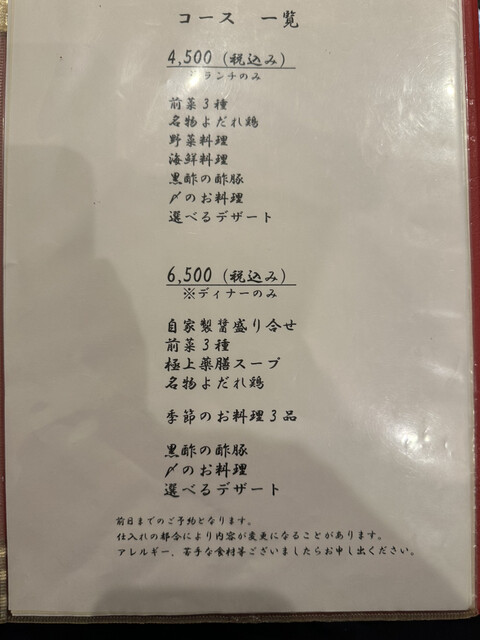 コース 一覧
4,500 (税込み)
※ランチのみ
前菜3種
名物よだれ鶏
野菜料理
海鮮料理
黒酢の酢豚
〆のお料理
選べるデザート
6,500 (税込み)
※ディナーのみ
自家製醤盛り合せ
前菜3種
極上薬膳スープ
名物よだれ鶏
季節のお料理3品
黒酢の酢豚
〆のお料理
選べるデザート
前日までのご予約となります。
仕入れの都合により内容が変更になることがあります。
アレルギー、苦手な食材等ございましたらお申し出ください。